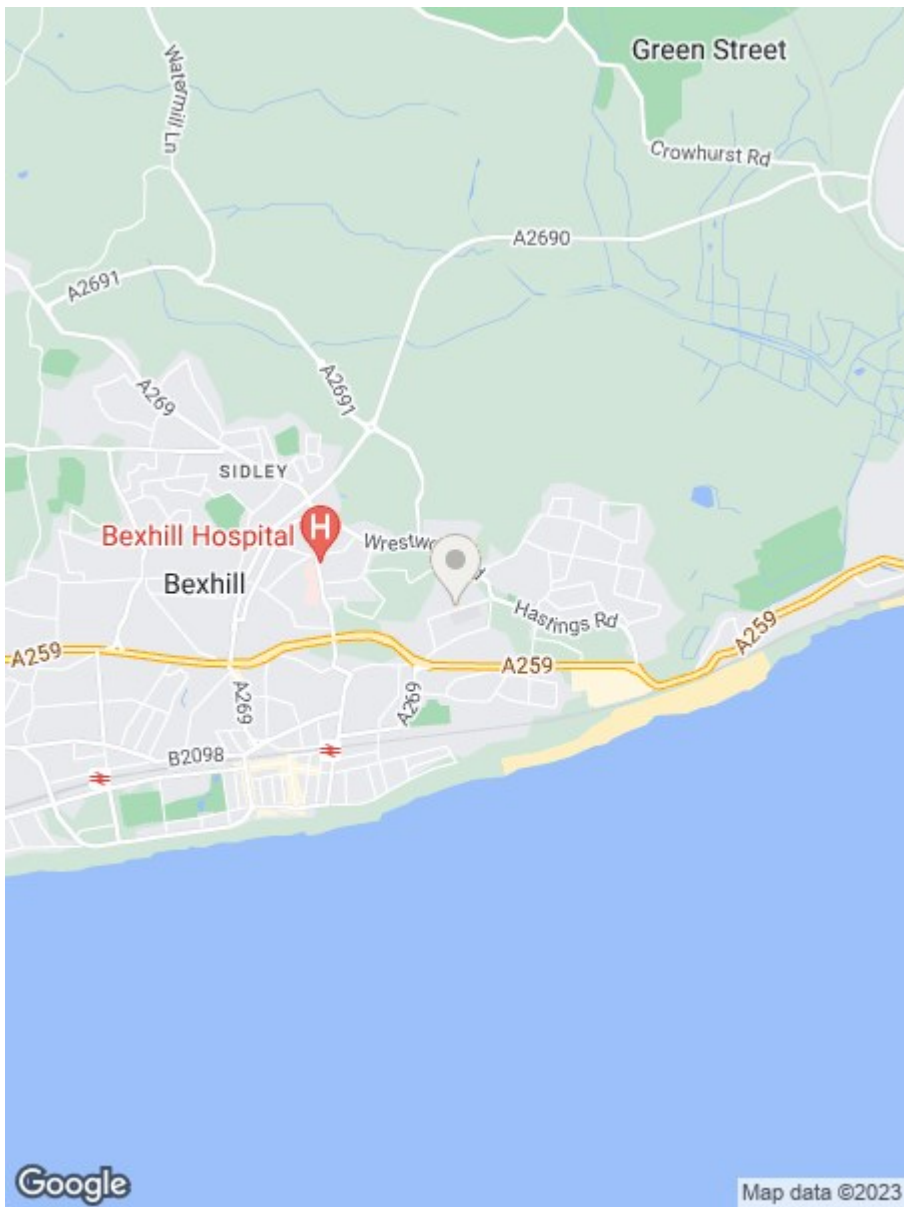 Green Street
Watermill Ln
Crowhurst Rd
A2690
A2691
A2691
A269
SIDLEY
Bexhill Hospital
H
Bexhill
Hastings Rd
A259
A259
A259
A269
A269
B2098
Google
Map data ©2023